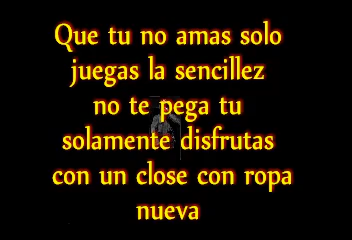 Que tu no amas solo
juegas la sencillez
no te pega tu
solamente disfrutas
con un close con ropa
nueva